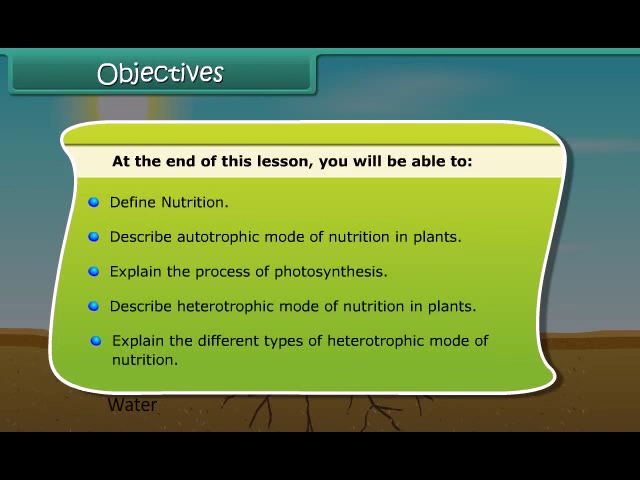 Objectives
At the end of this lesson, you will be able to:
Define Nutrition.
Describe autotrophic mode of nutrition in plants.
Explain the process of photosynthesis.
Describe heterotrophic mode of nutrition in plants.
Explain the different types of heterotrophic mode of
nutrition.
Water